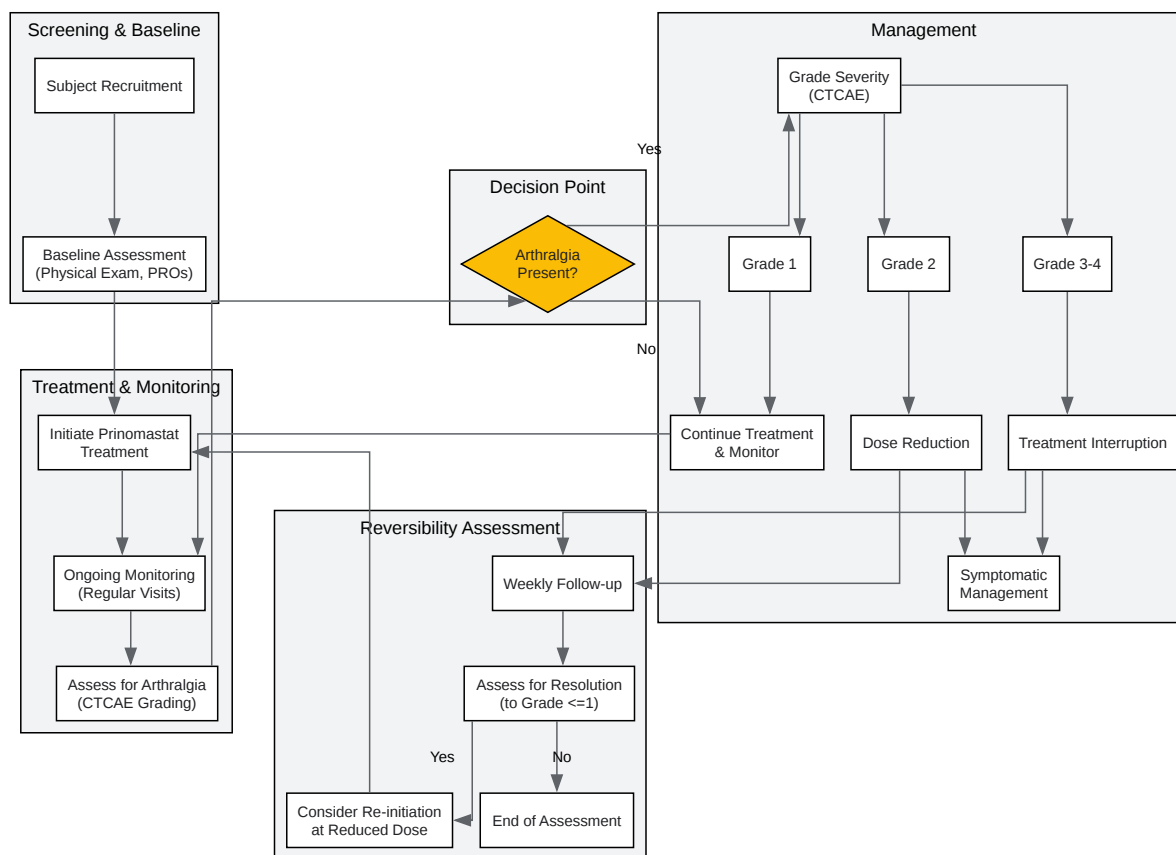 Screening & Baseline
Subject Recruitment
Baseline Assessment
(Physical Exam, PROs)
Treatment & Monitoring
Initiate Prinomastat
Treatment
Ongoing Monitoring
(Regular Visits)
Assess for Arthralgia
(CTCAE Grading)
Decision Point
Arthralgia
Present?
Yes
No
Management
Grade Severity
(CTCAE)
Grade 1
Grade 2
Grade 3-4
Continue Treatment
& Monitor
Dose Reduction
Treatment Interruption
Symptomatic
Management
Reversibility Assessment
Weekly Follow-up
Assess for Resolution
(to Grade <=1)
Yes
No
Consider Re-initiation
at Reduced Dose
End of Assessment